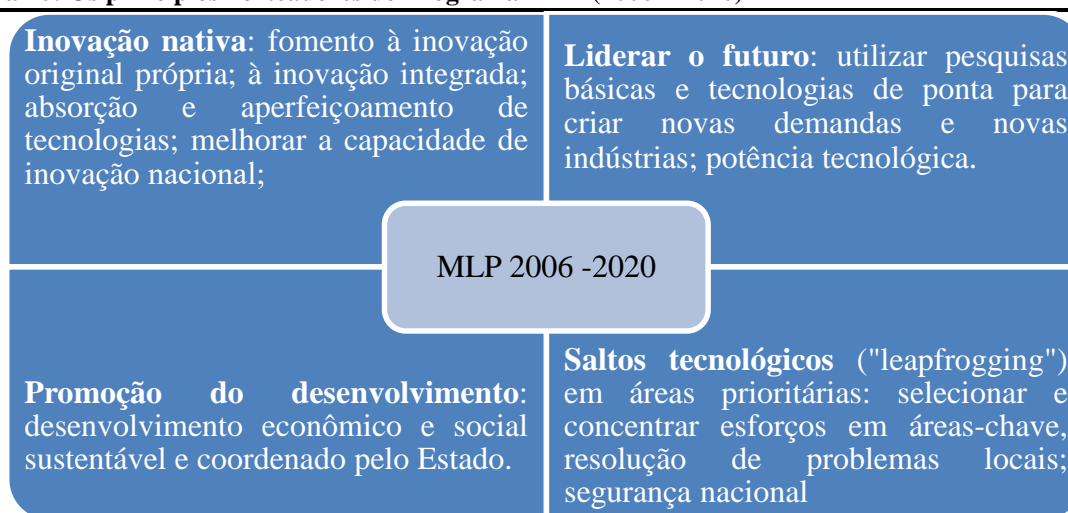 Inovação nativa: fomento à inovação
original própria; à inovação integrada;
absorção e aperfeiçoamento de
tecnologias; melhorar a capacidade de
inovação nacional;
Liderar o futuro: utilizar pesquisas
básicas e tecnologias de ponta para
criar novas demandas e novas
indústrias; potência tecnológica.
MLP 2006 -2020
Promoção do desenvolvimento:
desenvolvimento econômico e social
sustentável e coordenado pelo Estado.
Saltos tecnológicos ("leapfrogging")
em áreas prioritárias: selecionar e
concentrar esforços em áreas-chave,
resolução de problemas locais;
segurança nacional